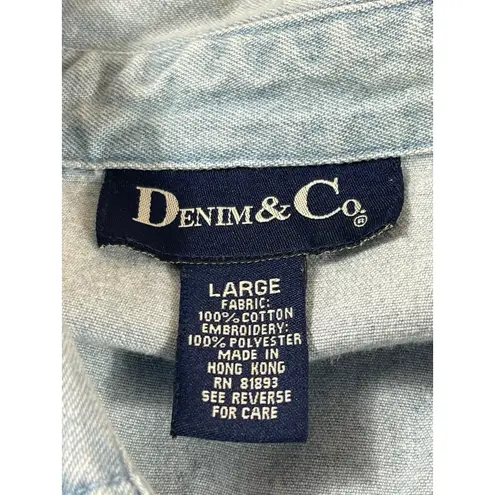 DENIM & CO.®
LARGE
FABRIC:
100% COTTON
EMBROIDERY:
100% POLYESTER
MADE IN
HONG KONG
RN 81893
SEE REVERSE
FOR CARE